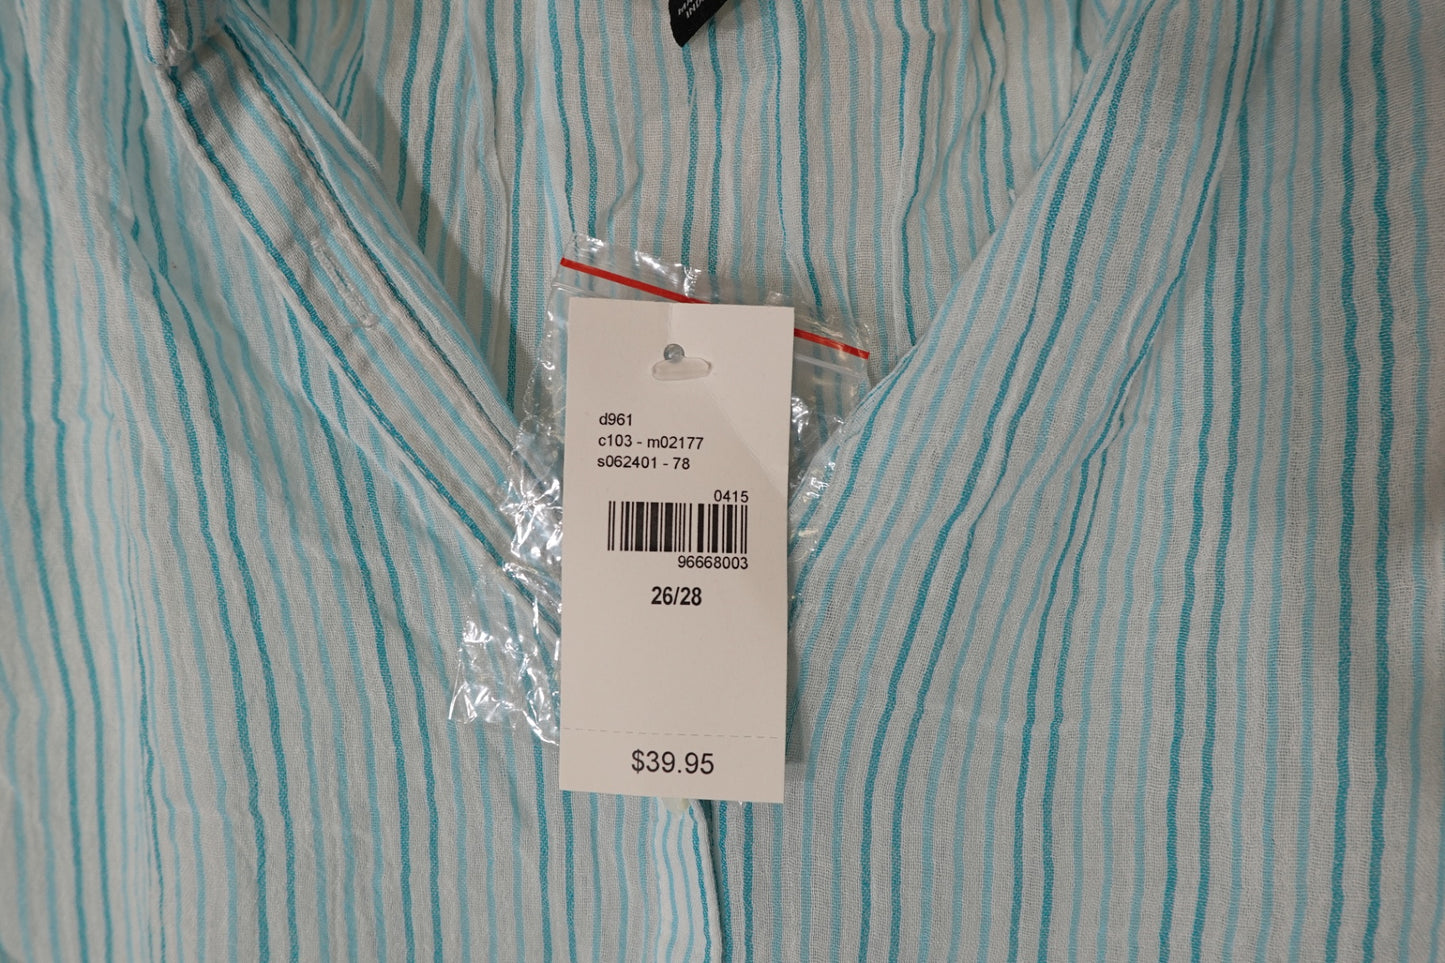 d961
c103 - m02177
s062401 - 78
0415
96668003
26/28
$39.95